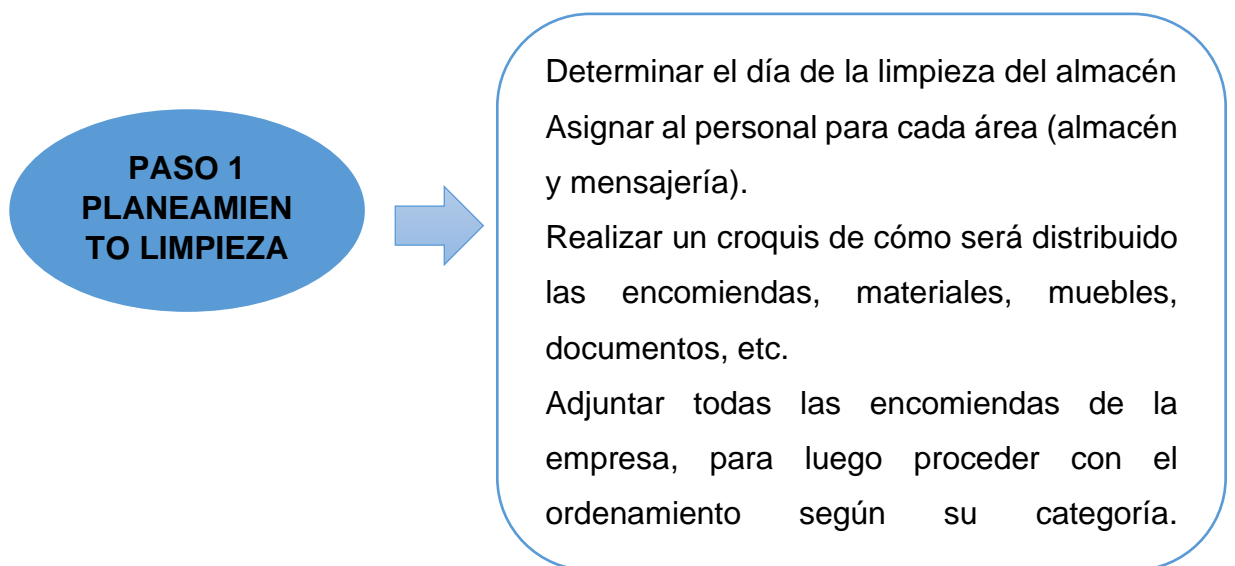 PASO 1
PLANEAMIEN
TO LIMPIEZA
Determinar el día de la limpieza del almacén
Asignar al personal para cada área (almacén
y mensajería).
Realizar un croquis de cómo será distribuido
las encomiendas, materiales, muebles,
documentos, etc.
Adjuntar todas las encomiendas de la
empresa, para luego proceder con el
ordenamiento según su categoría.